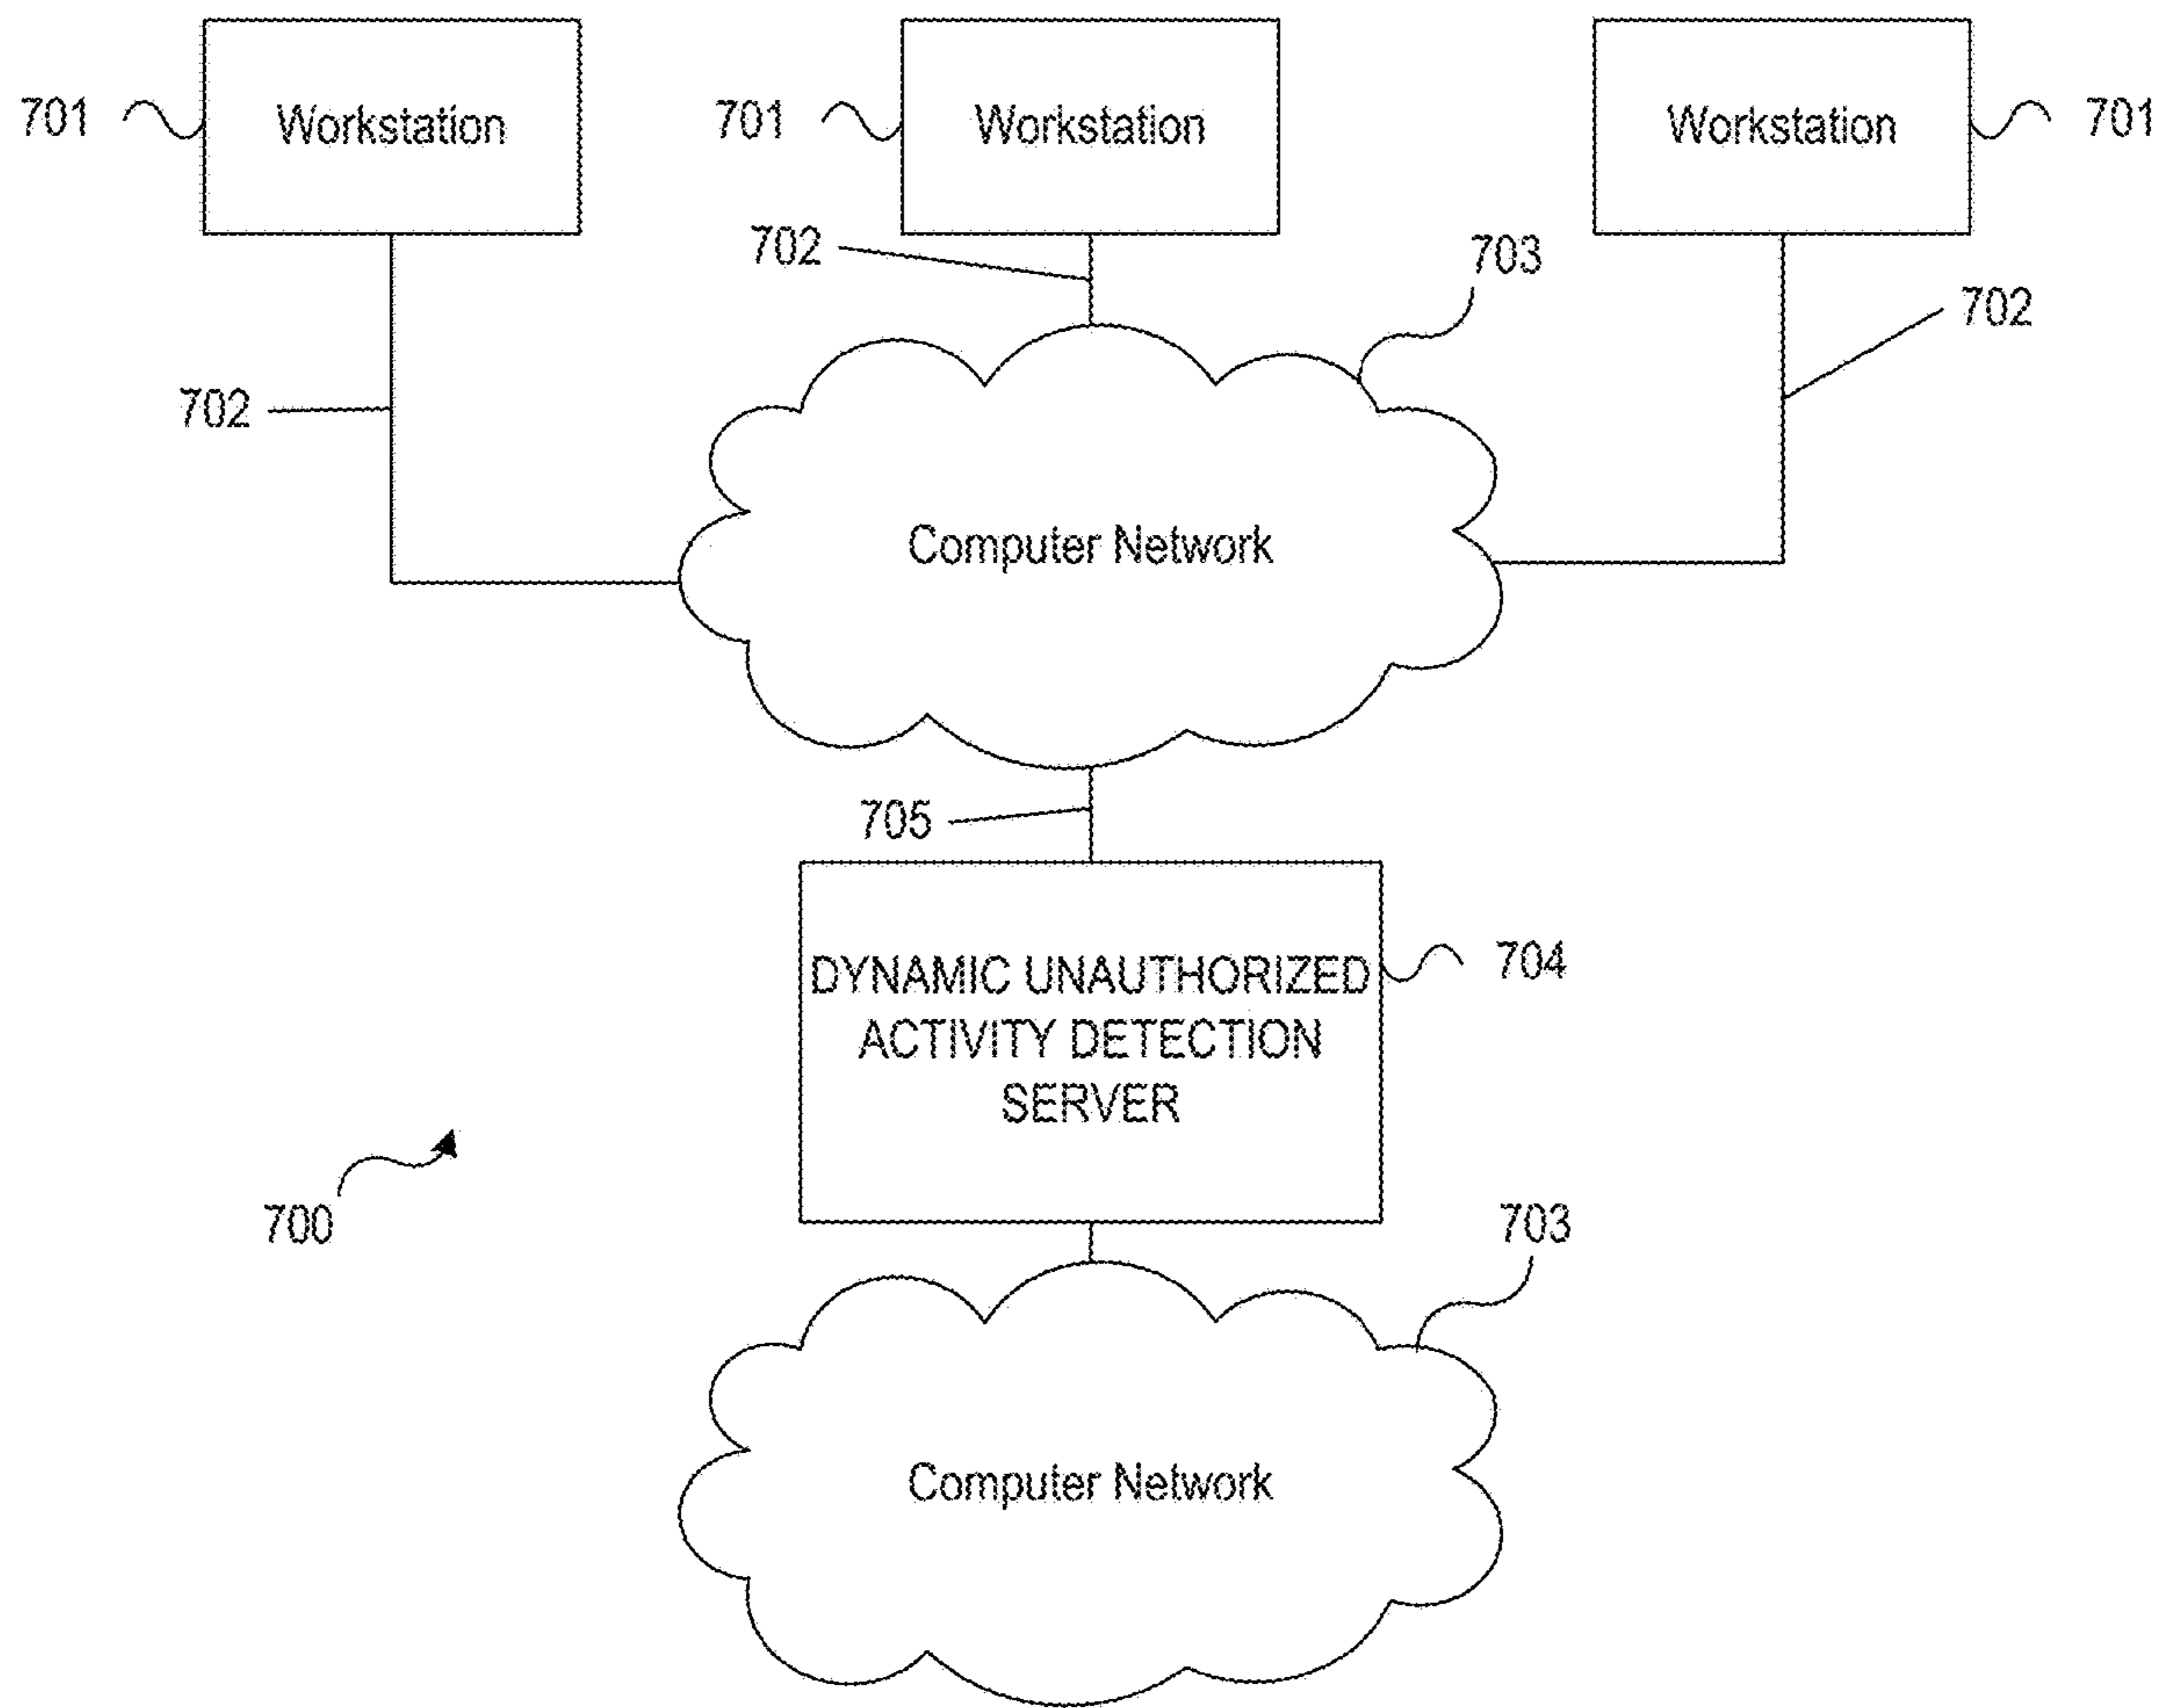 701
Workstation
701
Workstation
Workstation
701
702
703
702
702
Computer Network
705
DYNAMIC UNAUTHORIZED
ACTIVITY DETECTION
SERVER
704
700
703
Computer Network